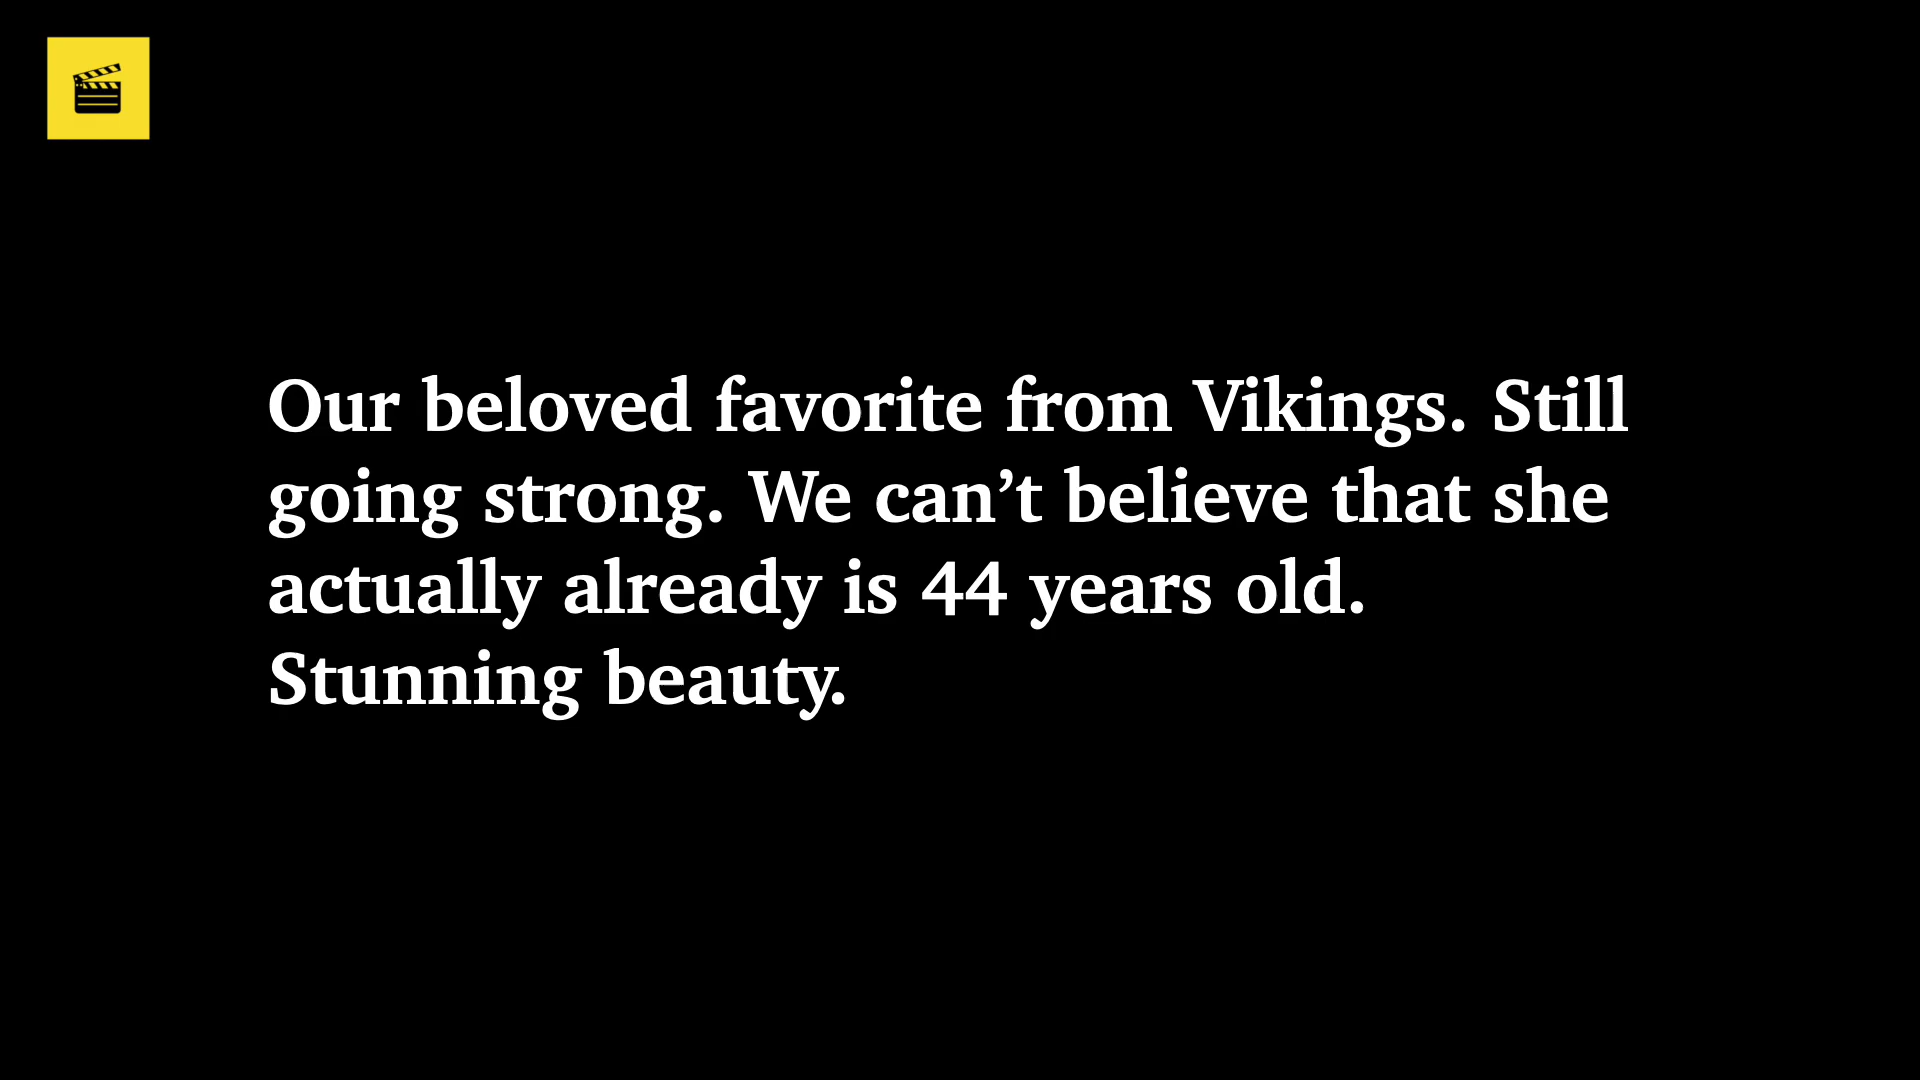 Our beloved favorite from Vikings. Still
going strong. We can’t believe that she
actually already is 44 years old.
Stunning beauty.